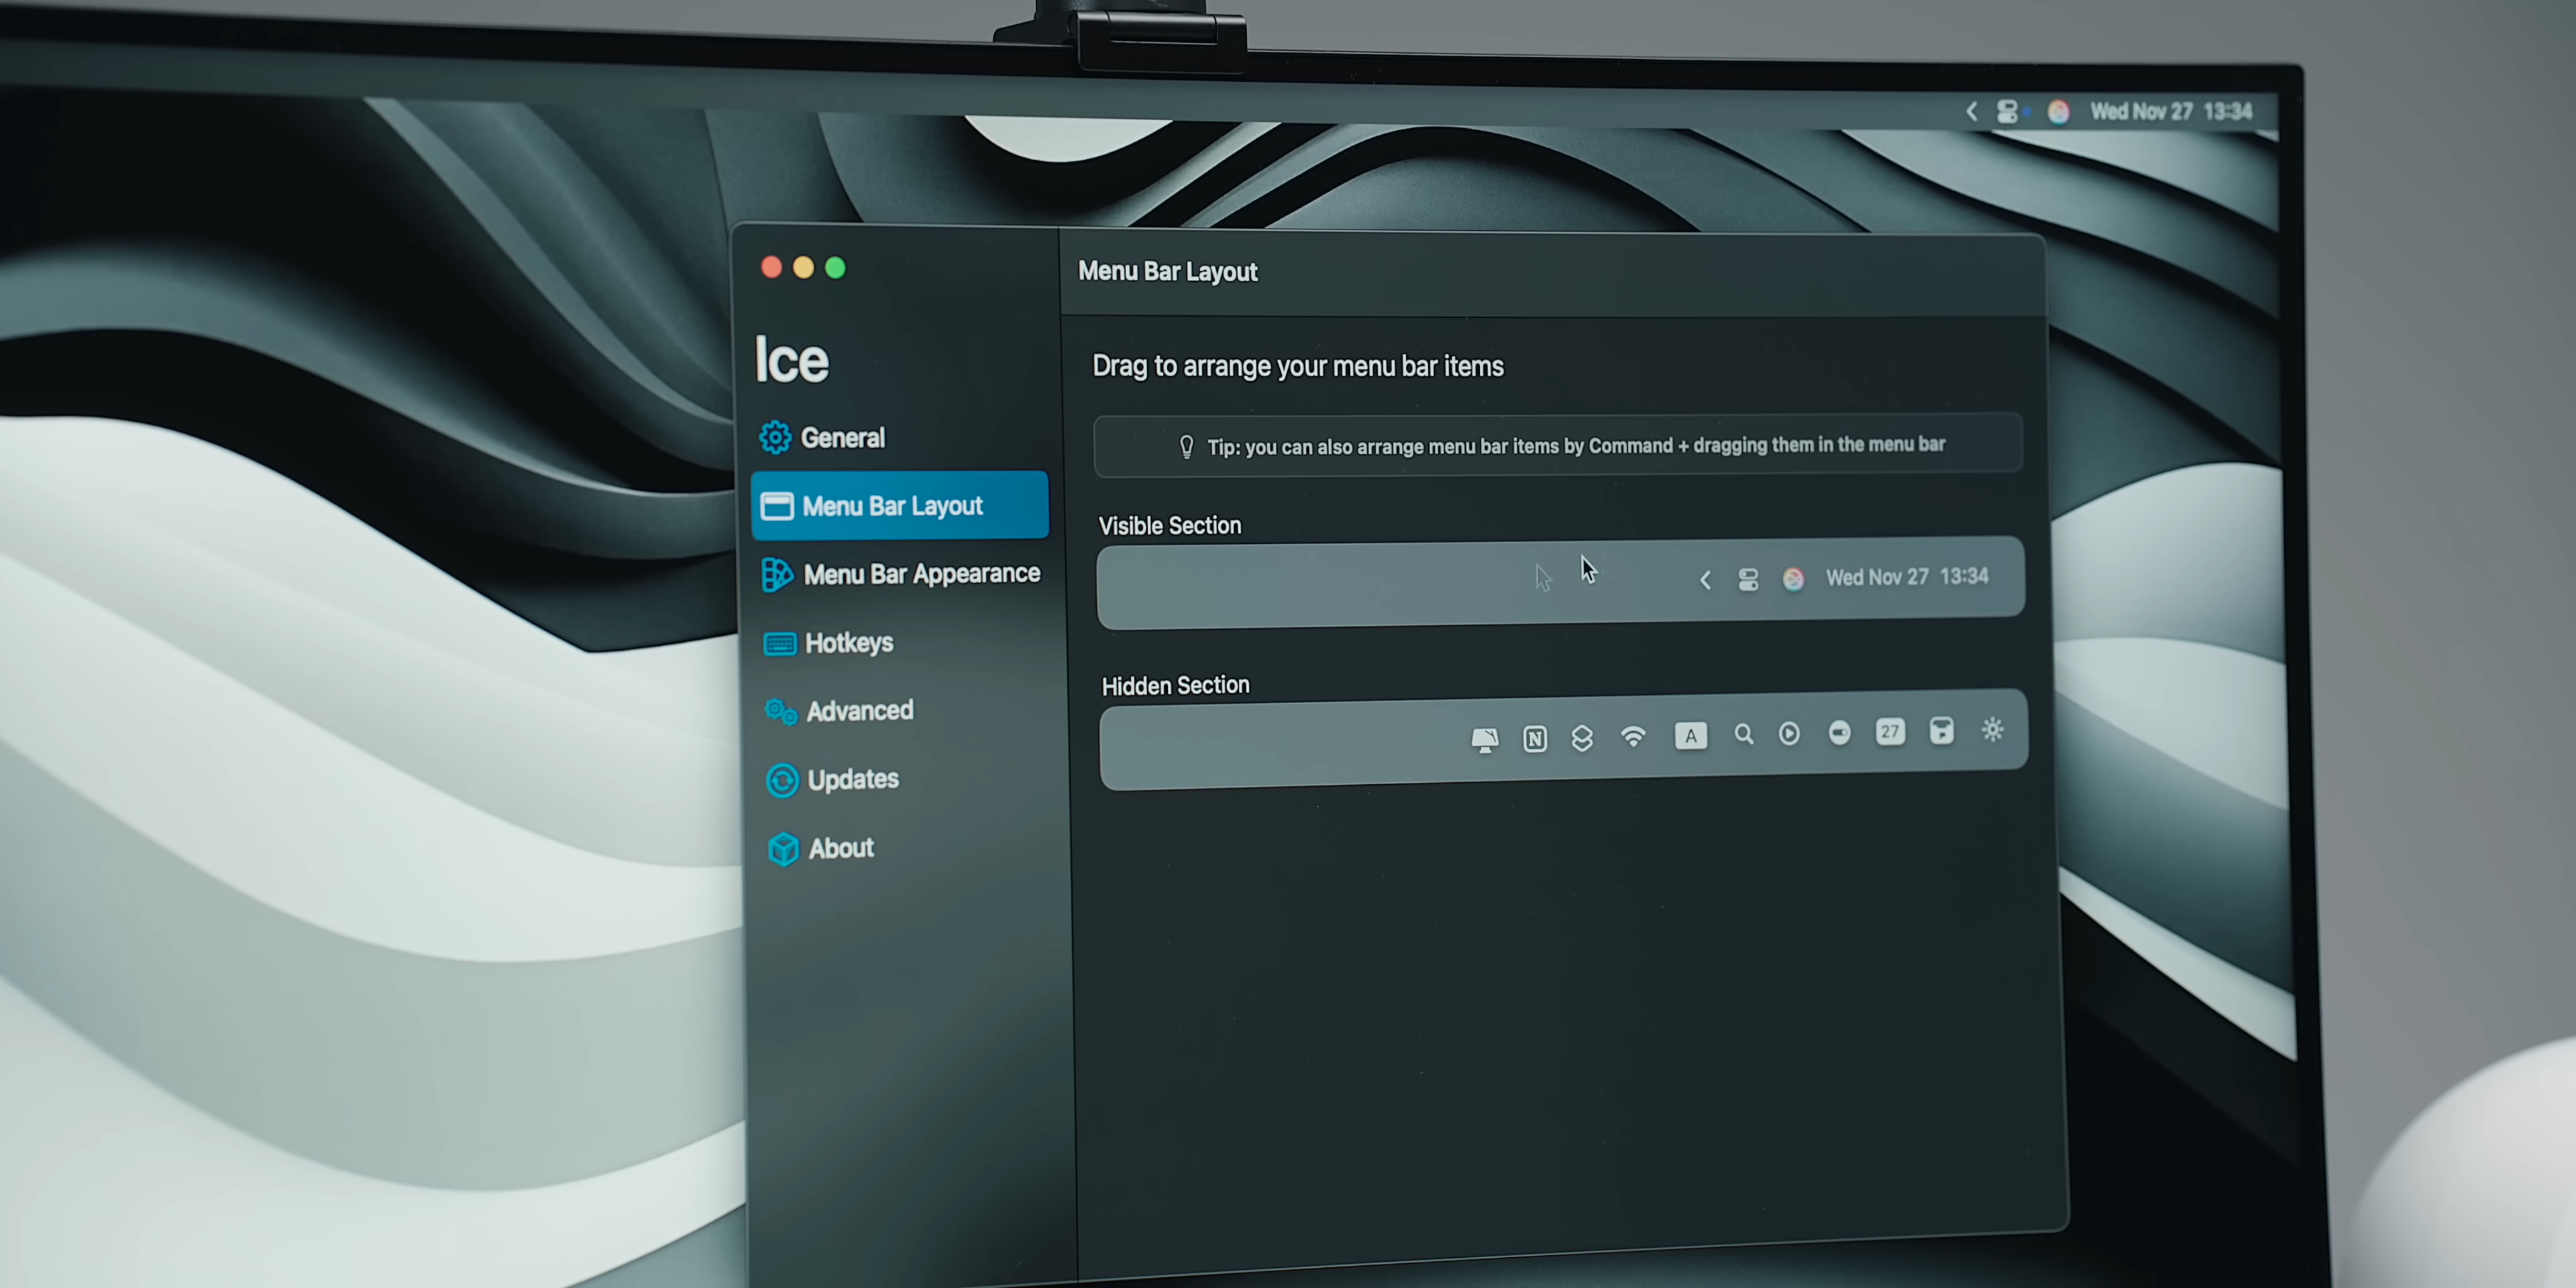 Wed Nov 27 13:34
Menu Bar Layout
Ice
Drag to arrange your menu bar items
General
Tip: you can also arrange menu bar items by Command + dragging them in the menu bar
Menu Bar Layout
Visible Section
Menu Bar Appearance
Wed Nov 27 13:34
Hotkeys
Hidden Section
Advanced
N A 27
Updates
About